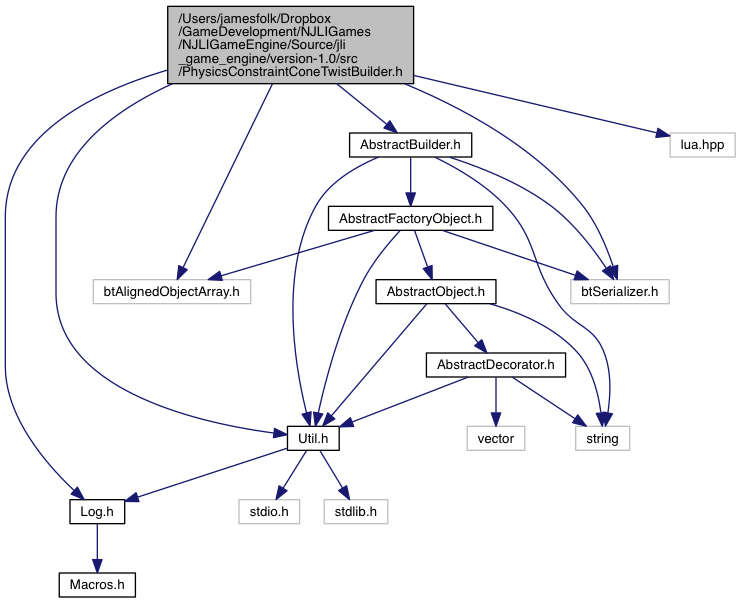 /Users/jamesfolk/Dropbox
/GameDevelopment/NJLIGames
/NJLIGameEngine/Source/jli
_game_engine/version-1.0/src
/PhysicsConstraintConeTwistBuilder.h
AbstractBuilder.h
lua.hpp
AbstractFactoryObject.h
btAlignedObjectArray.h
AbstractObject.h
btSerializer.h
AbstractDecorator.h
Util.h
vector
string
Log.h
stdio.h
stdlib.h
Macros.h